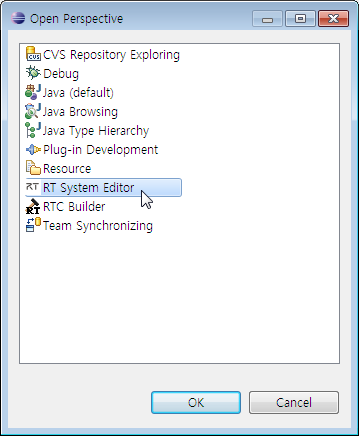 Open Perspective
CVS Repository Exploring
Debug
Java (default)
Java Browsing
Java Type Hierarchy
Plug-in Development
Resource
RT System Editor
RTC Builder
Team Synchronizing
OK
Cancel